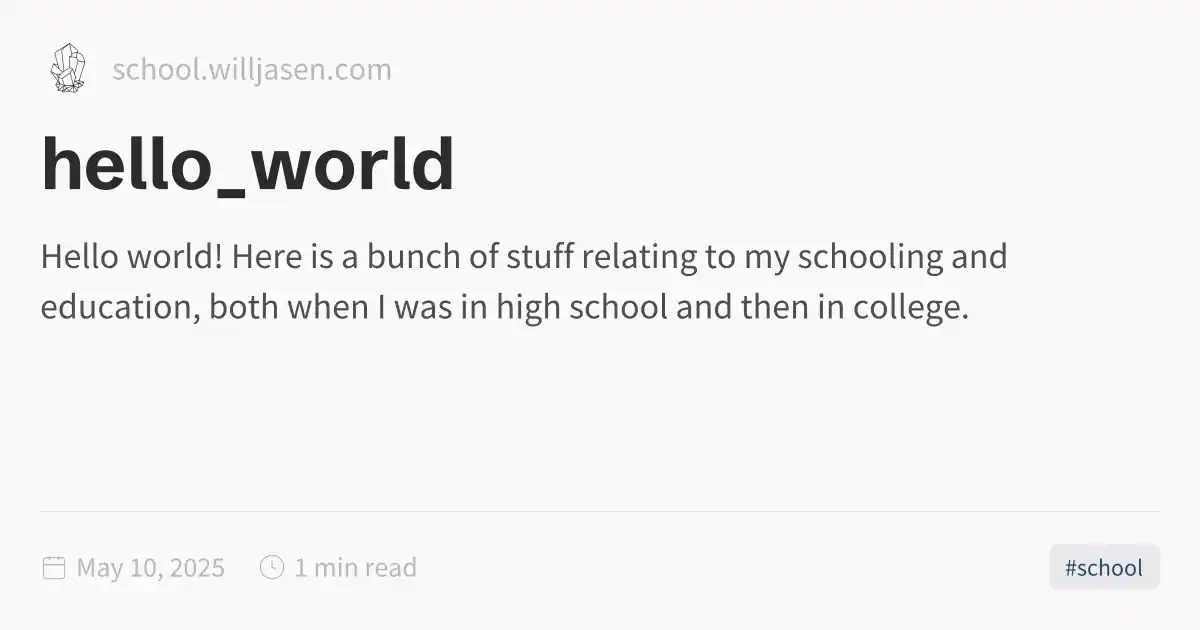 school.willjasen.com
hello_world
Hello world! Here is a bunch of stuff relating to my schooling and
education, both when I was in high school and then in college.
May 10, 2025 1 min read #school